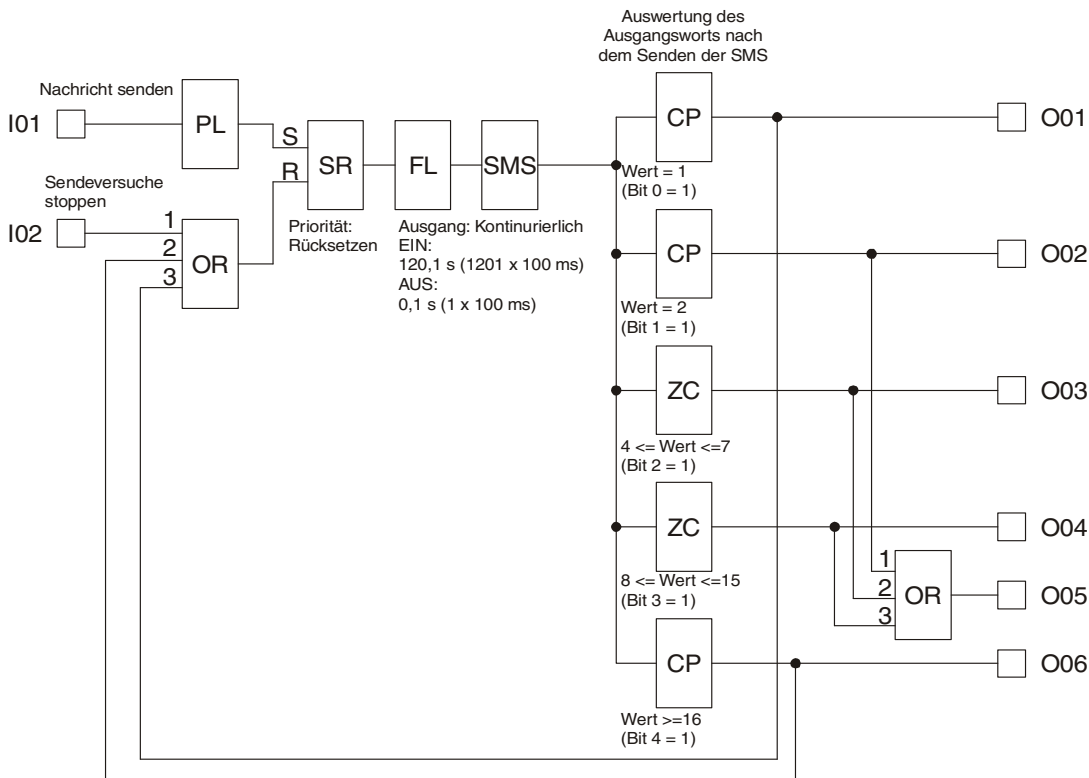 Auswertung des
Ausgangsworts nach
dem Senden der SMS
Nachricht senden
I01
PL
CP
O01
S
R
SR
FL
SMS
Wert = 1
(Bit 0 = 1)
Sendeversuche
stoppen
I02
1
2
3
OR
Priorität:
Rücksetzen
Ausgang: Kontinurierlich
EIN:
120,1 s (1201 x 100 ms)
AUS:
0,1 s (1 x 100 ms)
CP
O02
Wert = 2
(Bit 1 = 1)
ZC
O03
4 <= Wert <=7
(Bit 2 = 1)
ZC
O04
8 <= Wert <=15
(Bit 3 = 1)
1
2
3
OR
O05
CP
O06
Wert >=16
(Bit 4 = 1)